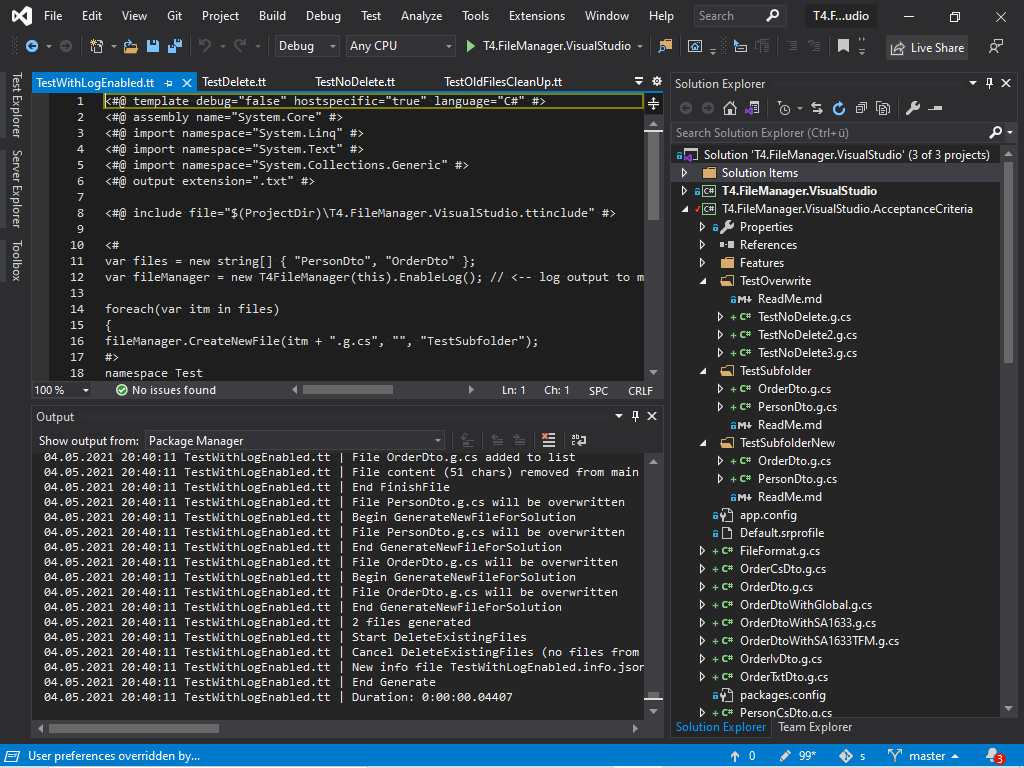 File Edit View Git Project Build Debug Test Analyze Tools Extensions Window Help Search T4.F...udio
Debug Any CPU T4.FileManager.VisualStudio Live Share
Test Explorer
Server Explorer
Toolbox
TestWithLogEnabled.tt TestDelete.tt TestNoDelete.tt TestOldFilesCleanUp.tt
1 <#@ template debug="false" hostspecific="true" language="C#" #>
2 <#@ assembly name="System.Core" #>
3 <#@ import namespace="System.Linq" #>
4 <#@ import namespace="System.Text" #>
5 <#@ import namespace="System.Collections.Generic" #>
6 <#@ output extension=".txt" #>
7
8 <#@ include file="$(ProjectDir)\T4.FileManager.VisualStudio.ttinclude" #>
9
10 <#
11 var files = new string[] { "PersonDto", "OrderDto" };
12 var fileManager = new T4FileManager(this).EnableLog(); // <-- log output to m
13
14 foreach(var itm in files)
15 {
16 fileManager.CreateNewFile(itm + ".g.cs", "", "TestSubfolder");
17 #>
18 namespace Test
100 % No issues found Ln: 1 Ch: 1 SPC CRLF
Output
Show output from: Package Manager
04.05.2021 20:40:11 TestWithLogEnabled.tt | File OrderDto.g.cs added to list
04.05.2021 20:40:11 TestWithLogEnabled.tt | File content (51 chars) removed from main
04.05.2021 20:40:11 TestWithLogEnabled.tt | End FinishFile
04.05.2021 20:40:11 TestWithLogEnabled.tt | File PersonDto.g.cs will be overwritten
04.05.2021 20:40:11 TestWithLogEnabled.tt | Begin GenerateNewFileForSolution
04.05.2021 20:40:11 TestWithLogEnabled.tt | File PersonDto.g.cs will be overwritten
04.05.2021 20:40:11 TestWithLogEnabled.tt | End GenerateNewFileForSolution
04.05.2021 20:40:11 TestWithLogEnabled.tt | File OrderDto.g.cs will be overwritten
04.05.2021 20:40:11 TestWithLogEnabled.tt | Begin GenerateNewFileForSolution
04.05.2021 20:40:11 TestWithLogEnabled.tt | File OrderDto.g.cs will be overwritten
04.05.2021 20:40:11 TestWithLogEnabled.tt | End GenerateNewFileForSolution
04.05.2021 20:40:11 TestWithLogEnabled.tt | 2 files generated
04.05.2021 20:40:11 TestWithLogEnabled.tt | Start DeleteExistingFiles
04.05.2021 20:40:11 TestWithLogEnabled.tt | Cancel DeleteExistingFiles (no files from
04.05.2021 20:40:11 TestWithLogEnabled.tt | New info file TestWithLogEnabled.info.json
04.05.2021 20:40:11 TestWithLogEnabled.tt | End Generate
04.05.2021 20:40:11 TestWithLogEnabled.tt | Duration: 0:00:00.04407
Solution Explorer
Search Solution Explorer (Ctrl+ü)
Solution 'T4.FileManager.VisualStudio' (3 of 3 projects)
Solution Items
C# T4.FileManager.VisualStudio
C# T4.FileManager.VisualStudio.AcceptanceCriteria
Properties
References
Features
TestOverwrite
M↓ ReadMe.md
+ C# TestNoDelete.g.cs
+ C# TestNoDelete2.g.cs
+ C# TestNoDelete3.g.cs
TestSubfolder
+ C# OrderDto.g.cs
+ C# PersonDto.g.cs
M↓ ReadMe.md
TestSubfolderNew
+ C# OrderDto.g.cs
+ C# PersonDto.g.cs
M↓ ReadMe.md
app.config
Default.srprofile
+ C# FileFormat.g.cs
+ C# OrderCsDto.g.cs
+ C# OrderDto.g.cs
+ C# OrderDtoWithGlobal.g.cs
+ C# OrderDtoWithSA1633.g.cs
+ C# OrderDtoWithSA1633TFM.g.cs
+ C# OrderIvDto.g.cs
+ C# OrderTxtDto.g.cs
packages.config
+ C# PersonCsDto.g.cs
Solution Explorer Team Explorer
User preferences overridden by... 0 99* s master 3